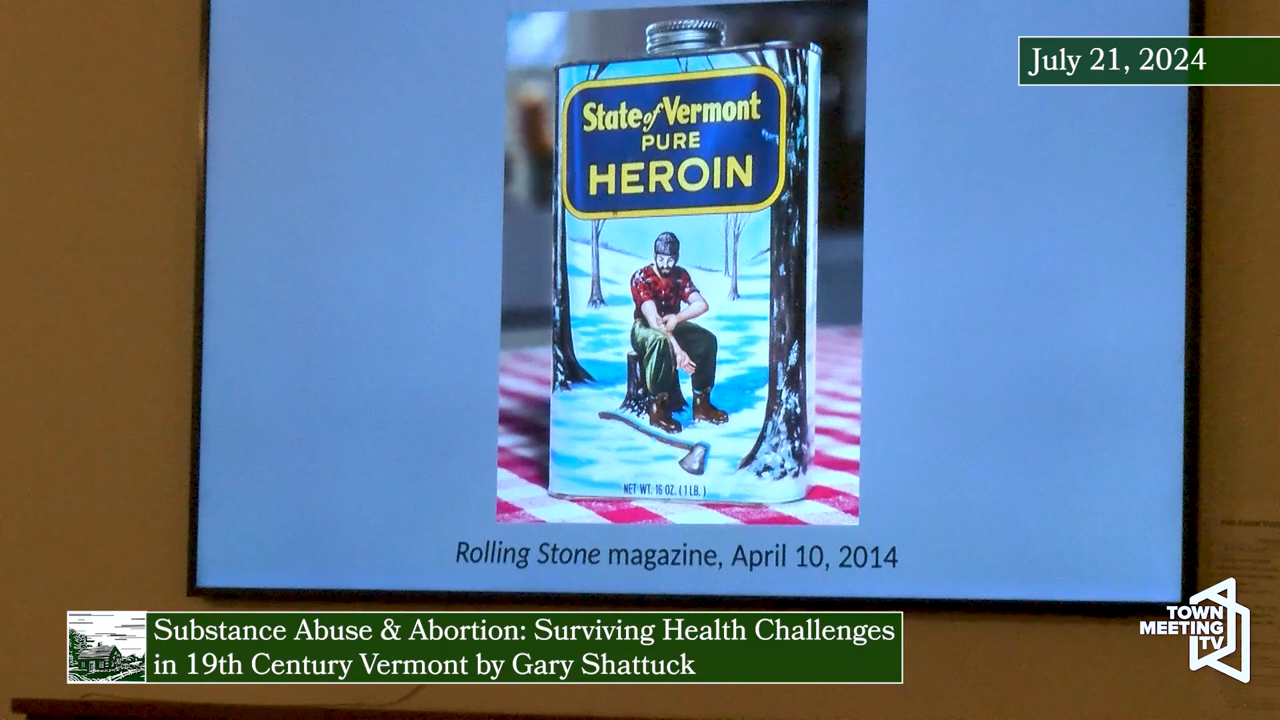 July 21, 2024
State of Vermont
PURE
HEROIN
NET WT. 16 OZ. (1 LB.)
Rolling Stone magazine, April 10, 2014
Substance Abuse & Abortion: Surviving Health Challenges
in 19th Century Vermont by Gary Shattuck
TOWN
MEETING
TV